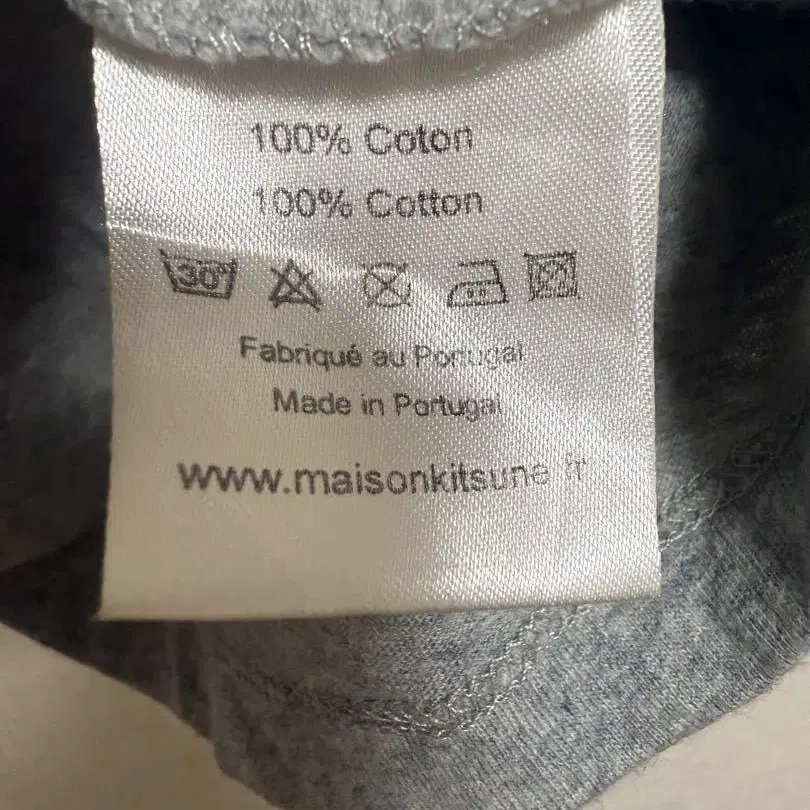 100% Coton
100% Cotton
30°
Fabriqué au Portugal
Made in Portugal
www.maisonkitsune.fr